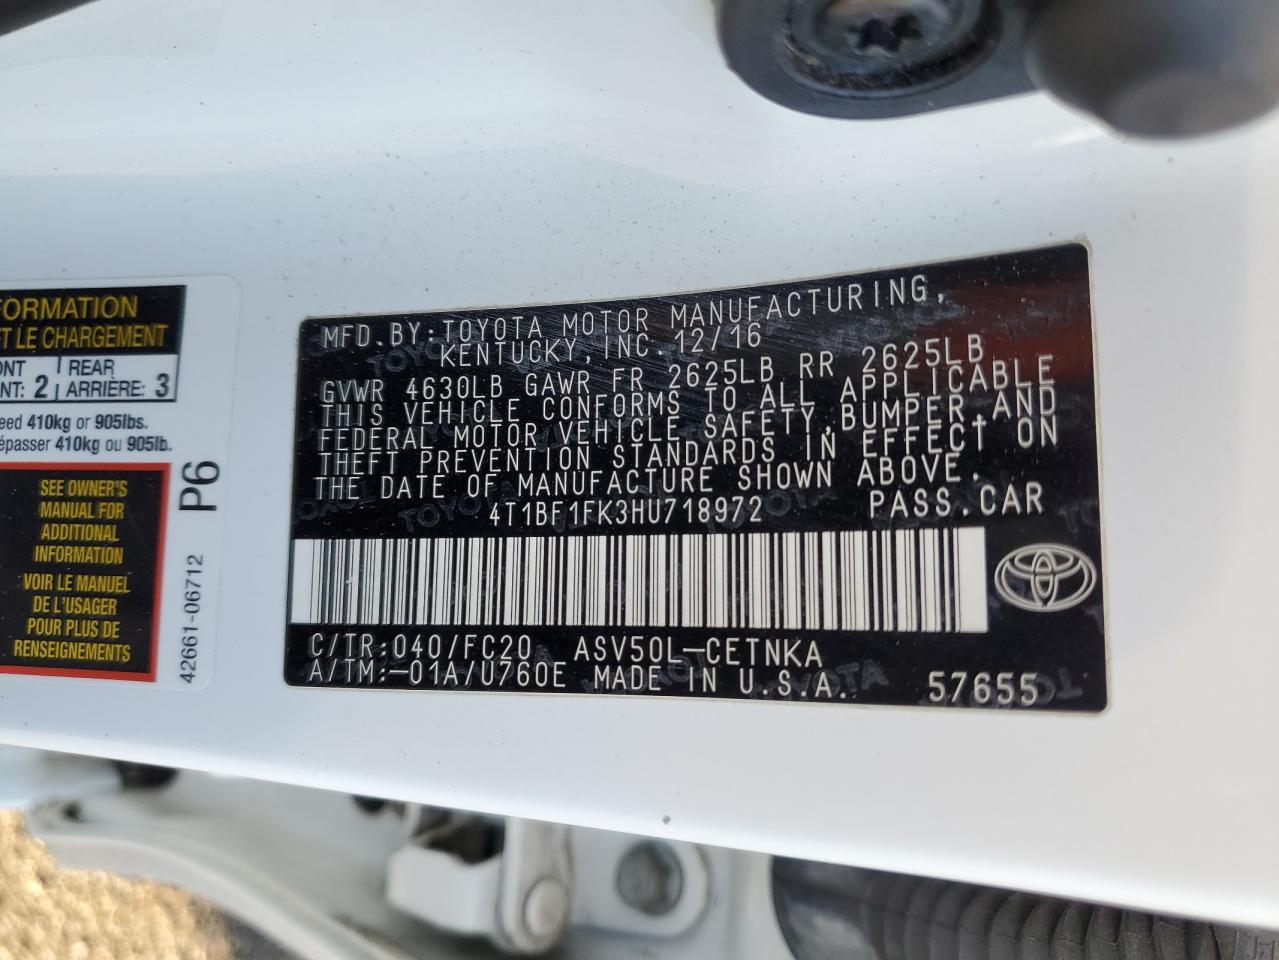 FORMATION
ET LE CHARGEMENT
REAR
2 ARRIÈRE: 3
eed 410kg or 905lbs.
épasser 410kg ou 905lb.
SEE OWNER'S
MANUAL FOR
ADDITIONAL
INFORMATION
VOIR LE MANUEL
DE L'USAGER
POUR PLUS DE
RENSEIGNEMENTS
P6
42661-06712
MFD.BY:TOYOTA MOTOR MANUFACTURING,
KENTUCKY,INC. 12/16
GVWR 4630LB GAWR FR 2625LB RR 2625LB
THIS VEHICLE CONFORMS TO ALL APPLICABLE
FEDERAL MOTOR VEHICLE SAFETY,BUMPER,AND
THEFT PREVENTION STANDARDS IN EFFECT ON
THE DATE OF MANUFACTURE SHOWN ABOVE.
4T1BF1FK3HU718972 PASS.CAR
C/TR:040/FC20 ASV50L-CETNKA
A/TM:-01A/U760E MADE IN U.S.A. 57655